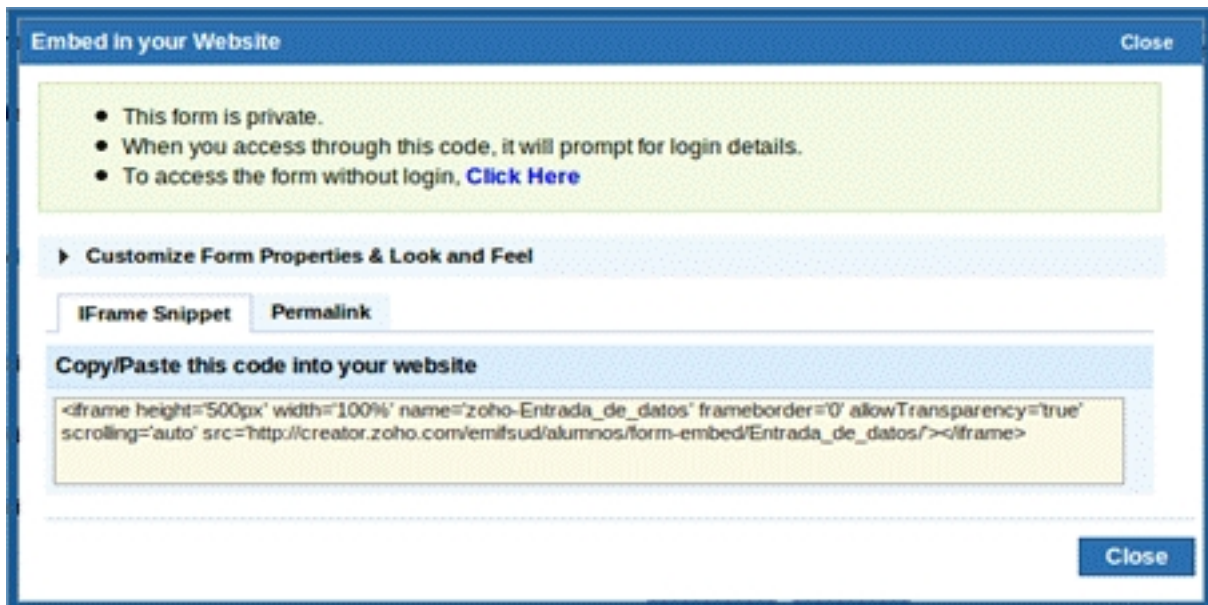 Embed in your Website
Close
This form is private.
When you access through this code, it will prompt for login details.
To access the form without login, Click Here
Customize Form Properties & Look and Feel
IFrame Snippet
Permalink
Copy/Paste this code into your website
<iframe height='500px' width='100%' name='zoho-Entrada_de_datos' frameborder='0' allowTransparency='true'
scrolling='auto' src='http://creator.zoho.com/emifsud/alumnos/form-embed/Entrada_de_datos/'></iframe>
Close